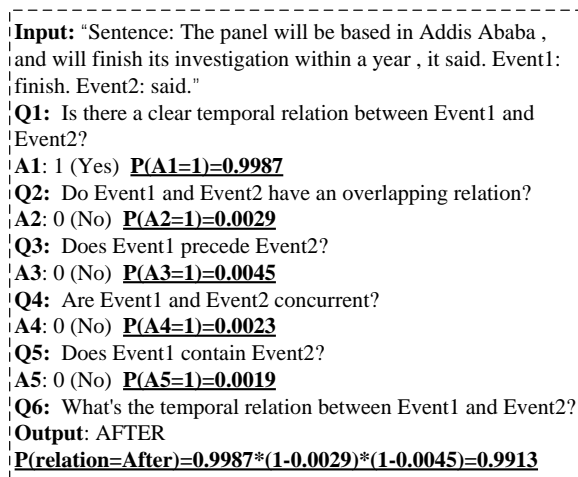 Input: “Sentence: The panel will be based in Addis Ababa ,
and will finish its investigation within a year , it said. Event1:
finish. Event2: said.”
Q1: Is there a clear temporal relation between Event1 and
Event2?
A1: 1 (Yes) P(A1=1)=0.9987
Q2: Do Event1 and Event2 have an overlapping relation?
A2: 0 (No) P(A2=1)=0.0029
Q3: Does Event1 precede Event2?
A3: 0 (No) P(A3=1)=0.0045
Q4: Are Event1 and Event2 concurrent?
A4: 0 (No) P(A4=1)=0.0023
Q5: Does Event1 contain Event2?
A5: 0 (No) P(A5=1)=0.0019
Q6: What's the temporal relation between Event1 and Event2?
Output: AFTER
P(relation=After)=0.9987*(1-0.0029)*(1-0.0045)=0.9913